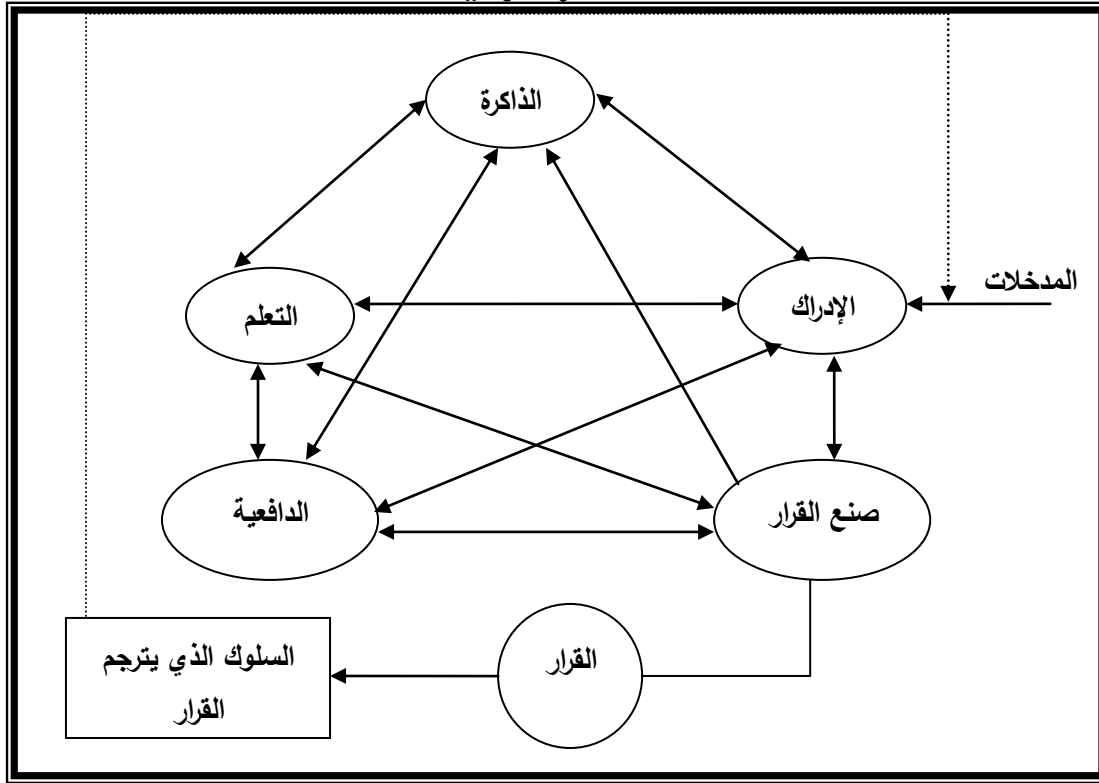 الذاكرة
المدخلات
الإدراك
التعلم
صنع القرار
الدافعية
القرار
السلوك الذي يترجم
القرار